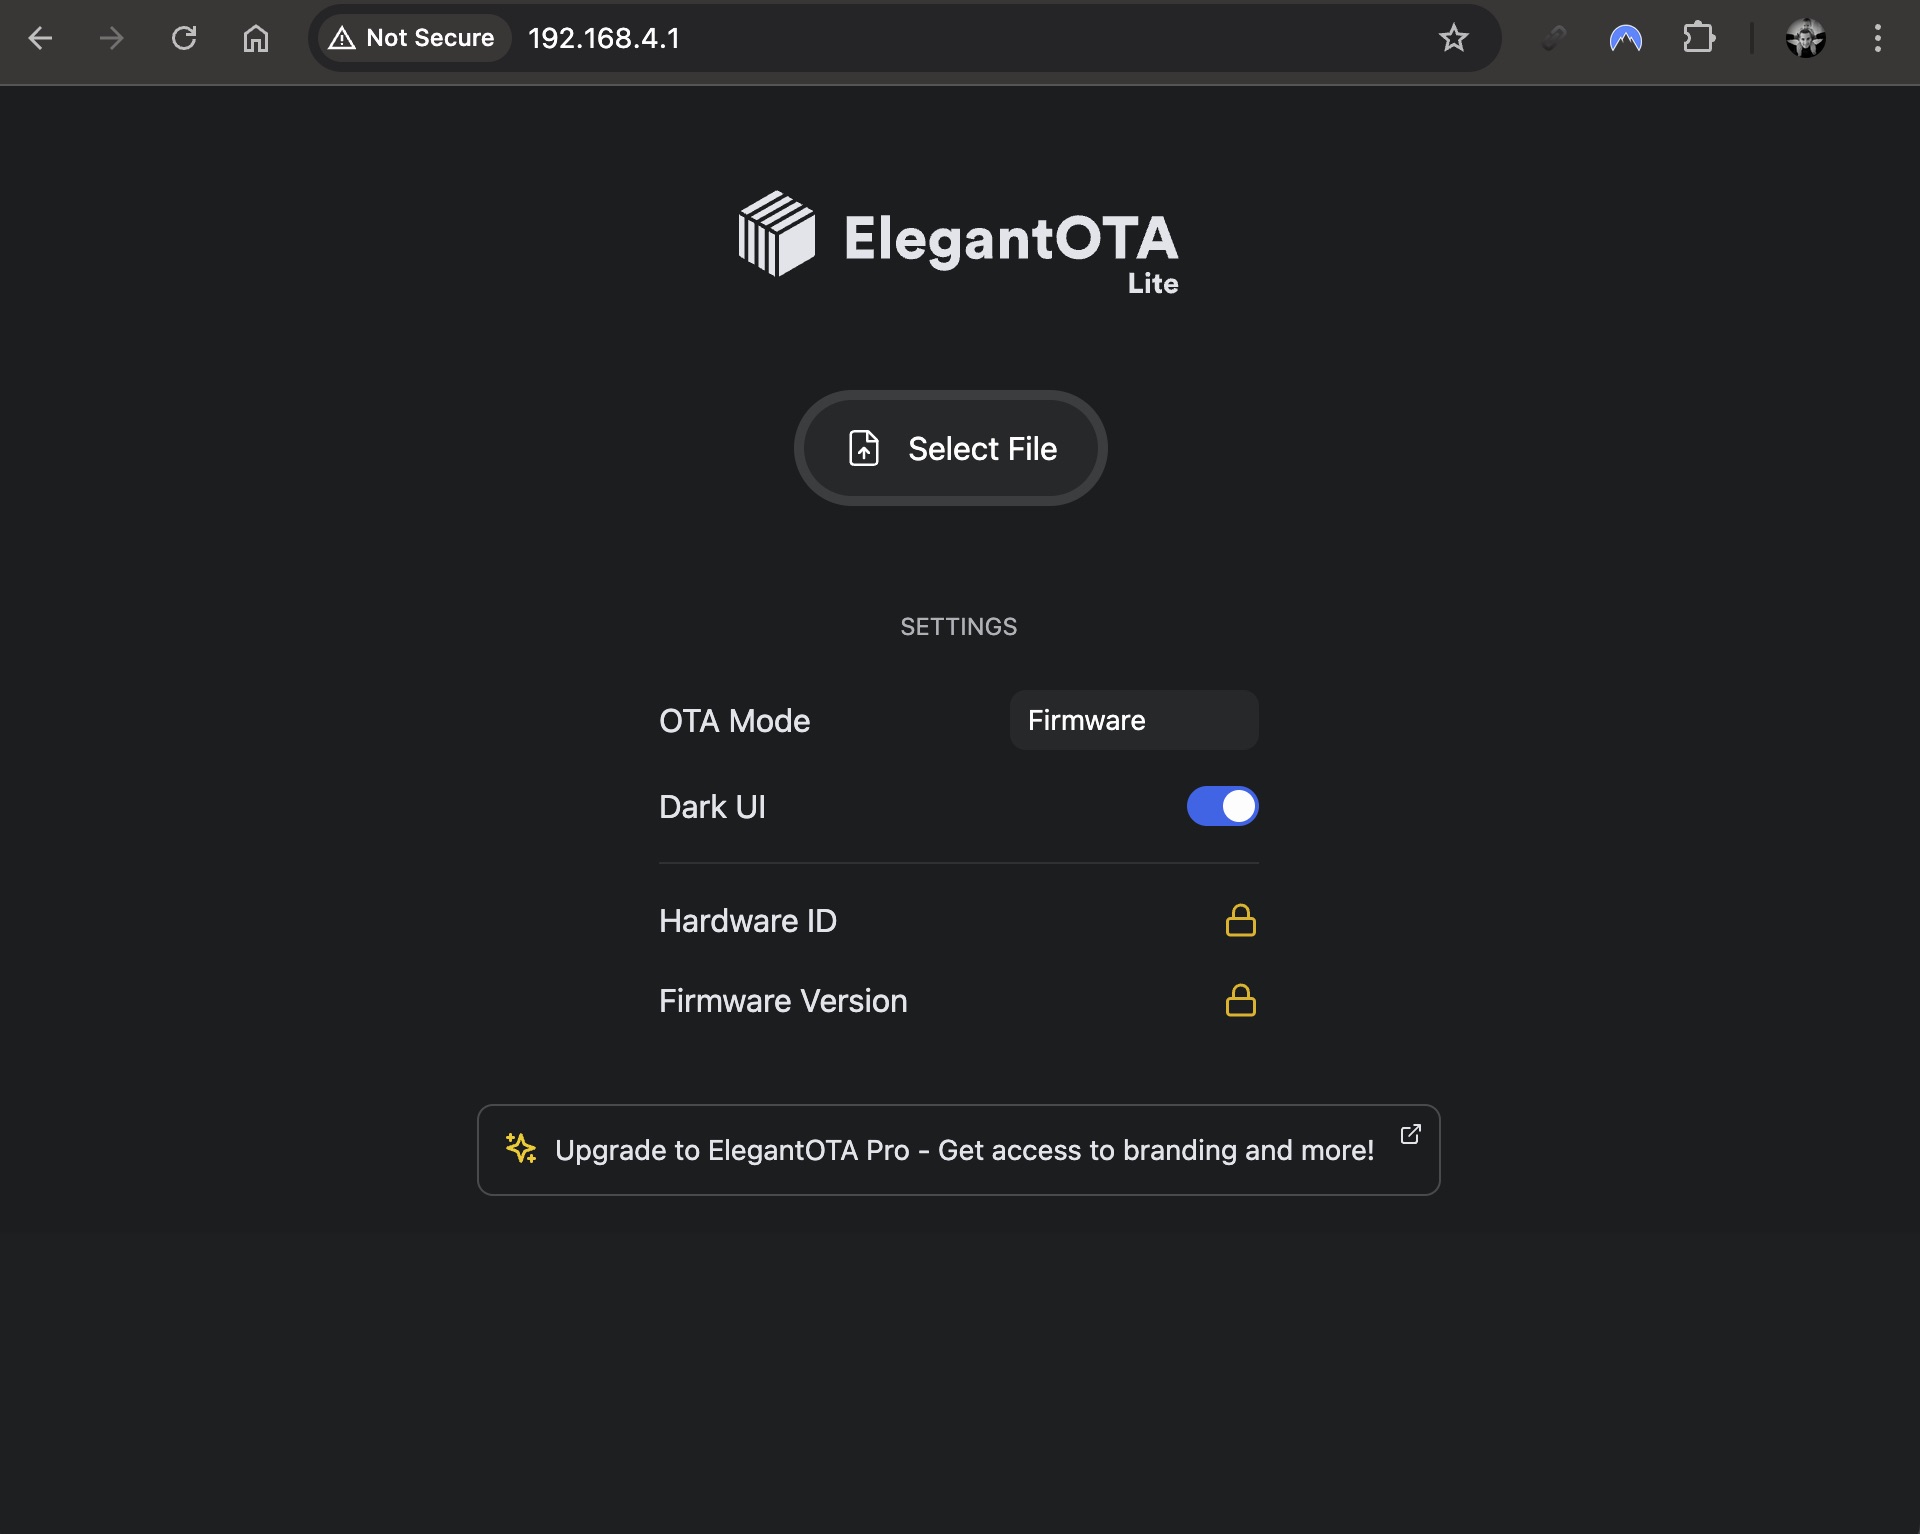 Not Secure
192.168.4.1
ElegantOTA
Lite
Select File
SETTINGS
OTA Mode
Firmware
Dark UI
Hardware ID
Firmware Version
Upgrade to ElegantOTA Pro - Get access to branding and more!